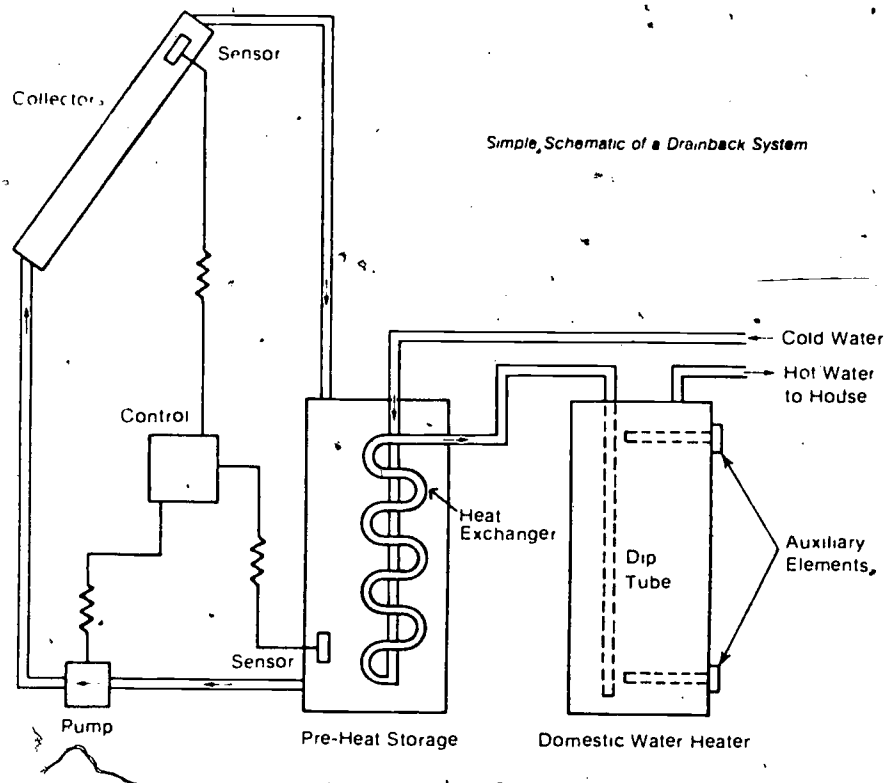 Sensor
Collectors
Simple Schematic of a Drainback System
Cold Water
Hot Water
to House
Control
Heat
Exchanger
Dip
Tube
Auxiliary
Elements
Sensor
Pump
Pre-Heat Storage
Domestic Water Heater